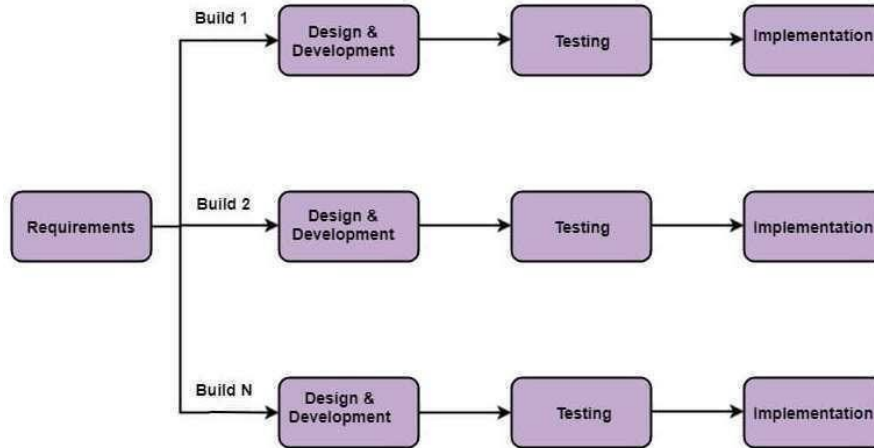 Build 1
Design &
Development
Testing
Implementation
Requirements
Build 2
Design &
Development
Testing
Implementation
Build N
Design &
Development
Testing
Implementation